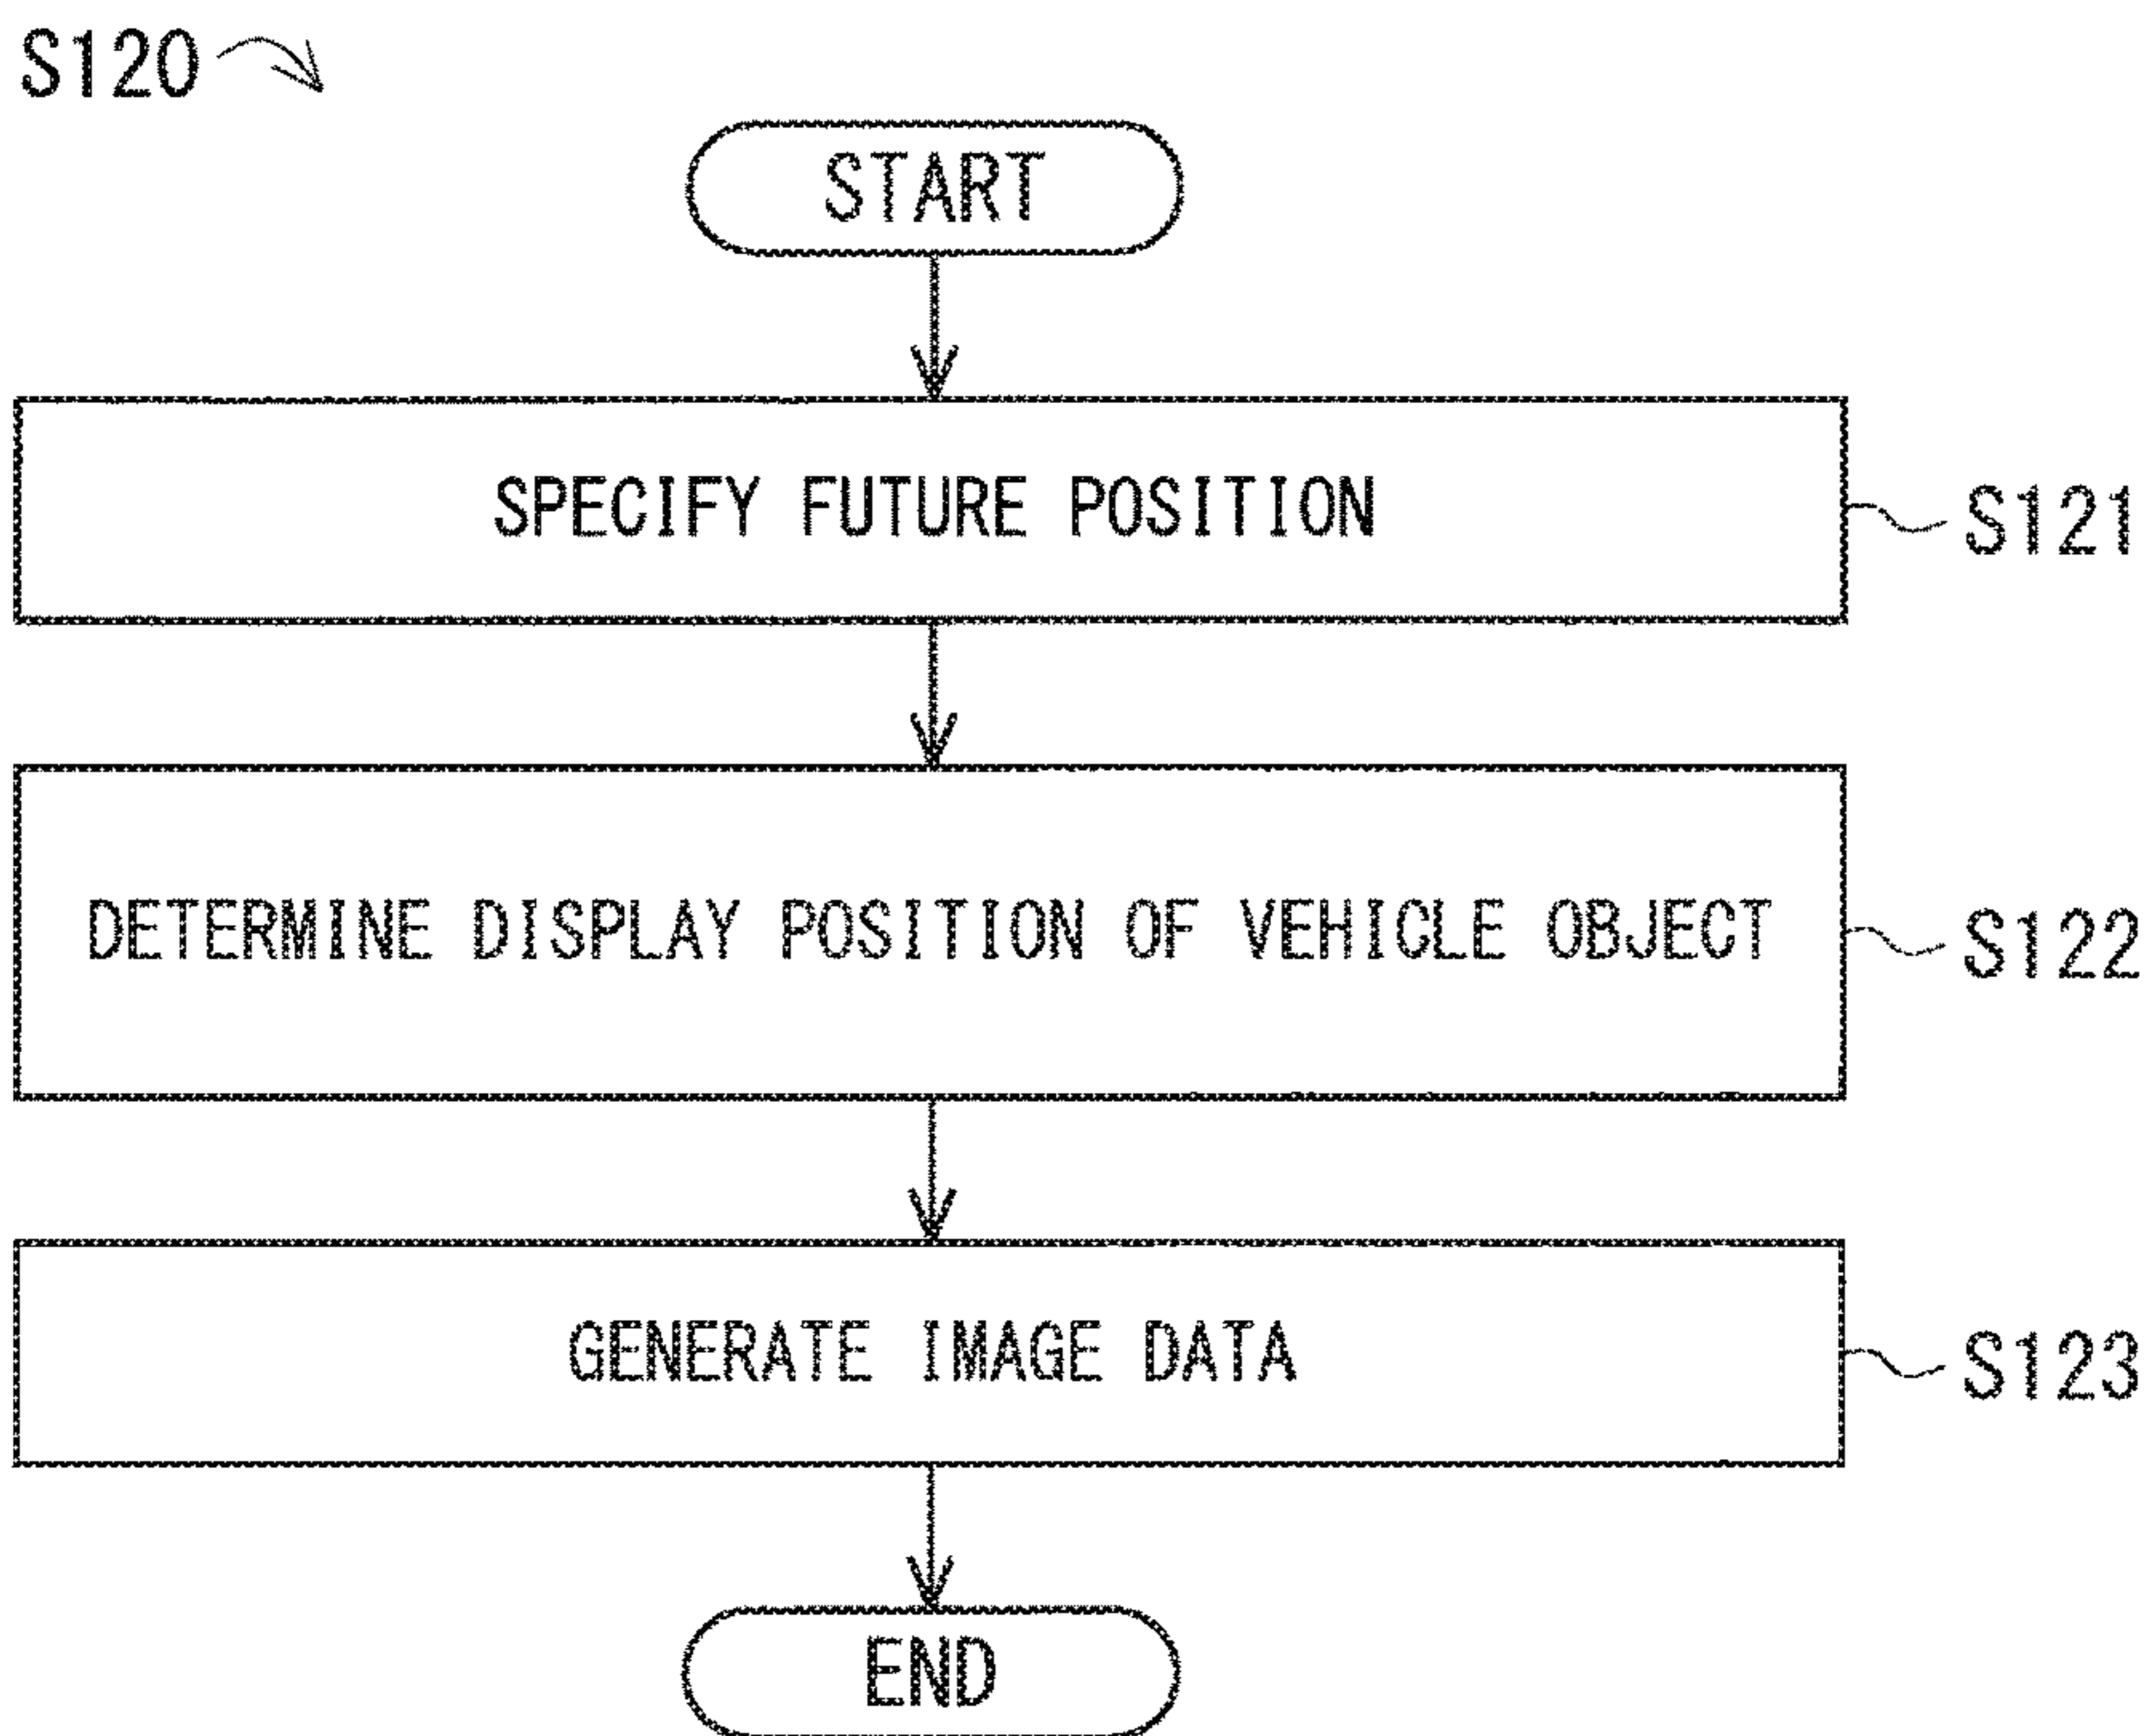 S120
START
SPECIFY FUTURE POSITION
S121
DETERMINE DISPLAY POSITION OF VEHICLE OBJECT
S122
GENERATE IMAGE DATA
S123
END